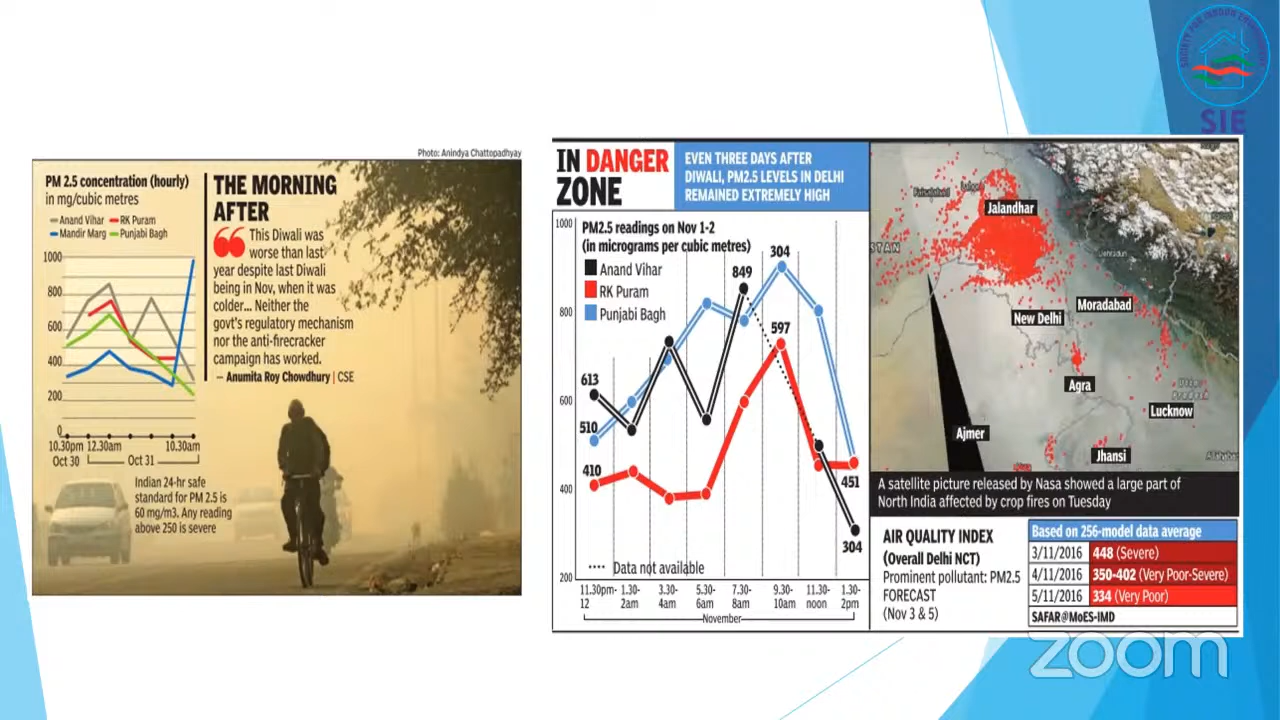 Photo: Anindya Chattopadhyay
PM 2.5 concentration (hourly)
in mg/cubic metres
Anand Vihar RK Puram
Mandir Marg Punjabi Bagh
1000
800
600
400
200
0
10.30pm 12.30am 10.30am
Oct 30 Oct 31
THE MORNING
AFTER
This Diwali was
worse than last
year despite last Diwali
being in Nov, when it was
colder... Neither the
govt's regulatory mechanism
nor the anti-firecracker
campaign has worked.
– Anumita Roy Chowdhury | CSE
Indian 24-hr safe
standard for PM 2.5 is
60 mg/m3. Any reading
above 250 is severe
IN DANGER
ZONE
EVEN THREE DAYS AFTER
DIWALI, PM2.5 LEVELS IN DELHI
REMAINED EXTREMELY HIGH
PM2.5 readings on Nov 1-2
(in micrograms per cubic metres)
Anand Vihar
RK Puram
Punjabi Bagh
1000
800
600
400
200
613
510
410
849
304
597
451
304
Data not available
11.30pm- 1.30- 3.30- 5.30- 7.30- 9.30- 11.30- 1.30-
12 2am 4am 6am 8am 10am noon 2pm
November
Jalandhar
Dehradun
STAN
New Delhi
Moradabad
Agra
Uttar
Pradesh
Lucknow
Ajmer
Jhansi
A satellite picture released by Nasa showed a large part of
North India affected by crop fires on Tuesday
AIR QUALITY INDEX
(Overall Delhi NCT)
Prominent pollutant: PM2.5
FORECAST
(Nov 3 & 5)
Based on 256-model data average
3/11/2016 448 (Severe)
4/11/2016 350-402 (Very Poor-Severe)
5/11/2016 334 (Very Poor)
SAFAR@MoES-IMD
SIE
zoom